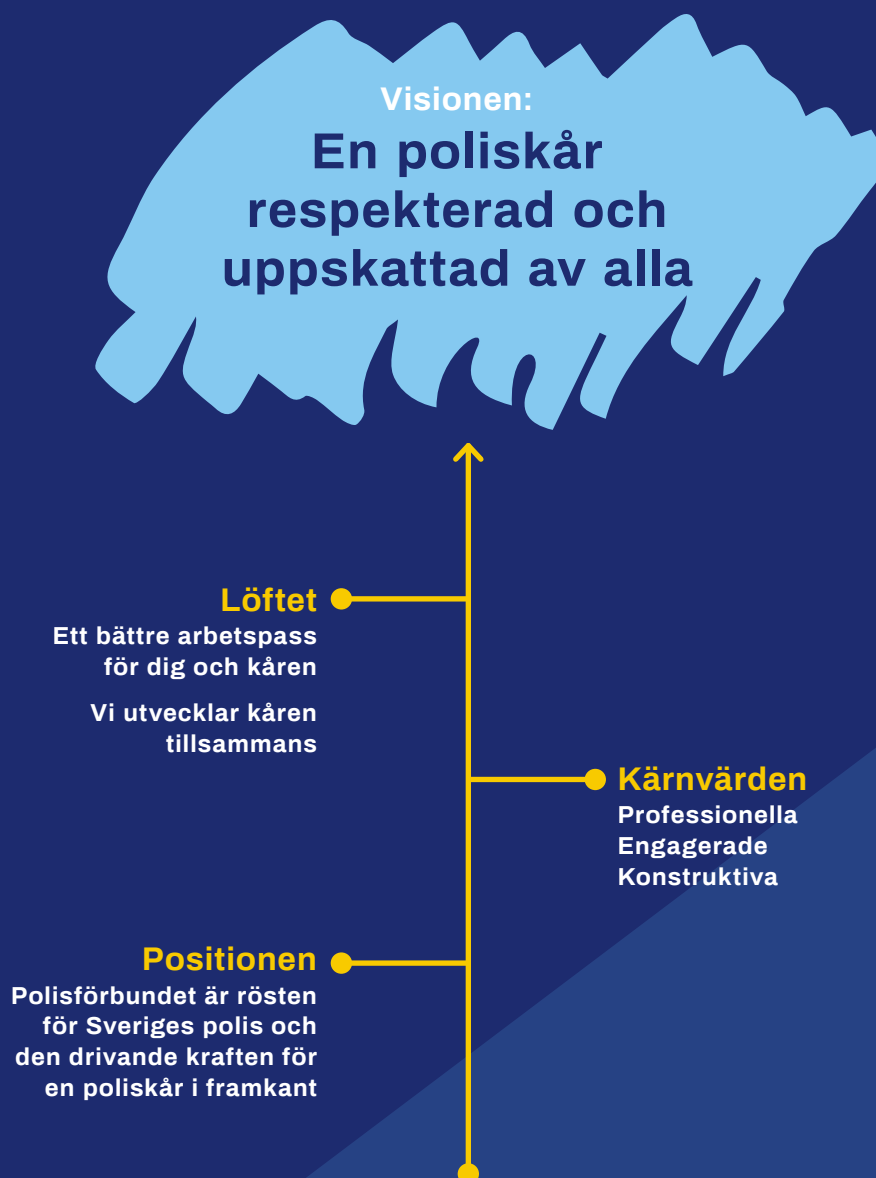 Visionen:
En poliskår
respekterad och
uppskattad av alla
Löftet
Ett bättre arbetspass
för dig och kåren
Vi utvecklar kåren
tillsammans
Kärnvärden
Professionella
Engagerade
Konstruktiva
Positionen
Polisförbundet är rösten
för Sveriges polis och
den drivande kraften för
en poliskår i framkant